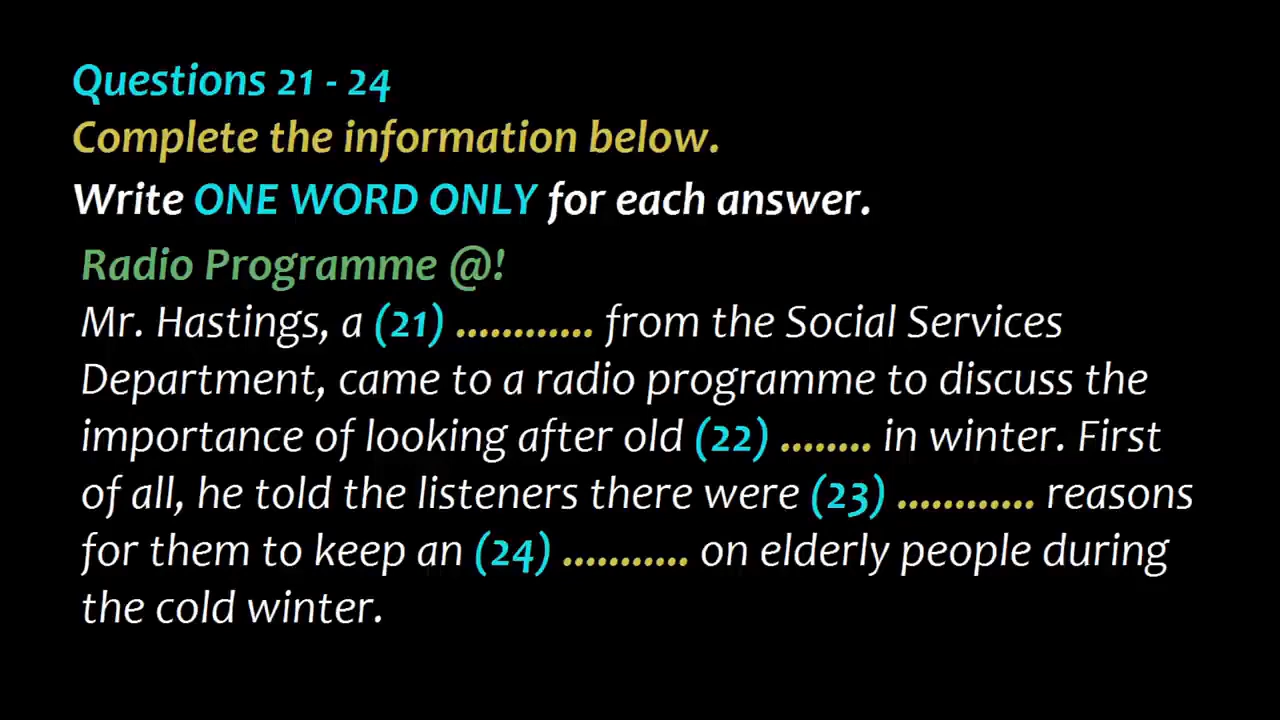 Questions 21 - 24
Complete the information below.
Write ONE WORD ONLY for each answer.
Radio Programme @!
Mr. Hastings, a (21) ............ from the Social Services
Department, came to a radio programme to discuss the
importance of looking after old (22) ........ in winter. First
of all, he told the listeners there were (23) ............ reasons
for them to keep an (24) ........... on elderly people during
the cold winter.